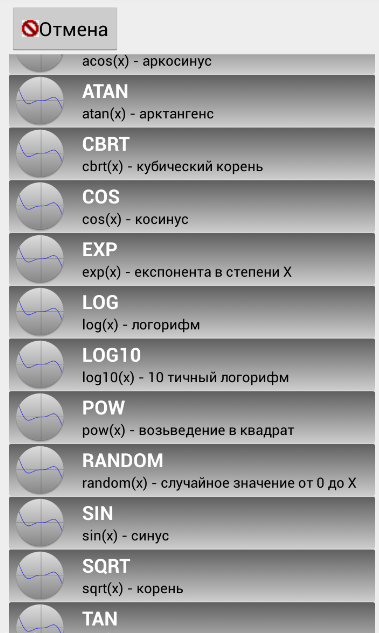 Отмена
acos(x) - аркосинус
ATAN
atan(x) - арктангенс
CBRT
cbrt(x) - кубический корень
COS
cos(x) - косинус
EXP
exp(x) - експонента в степени X
LOG
log(x) - логорифм
LOG10
log10(x) - 10 тичный логорифм
POW
pow(x) - возьведение в квадрат
RANDOM
random(x) - случайное значение от 0 до X
SIN
sin(x) - синус
SQRT
sqrt(x) - корень
TAN